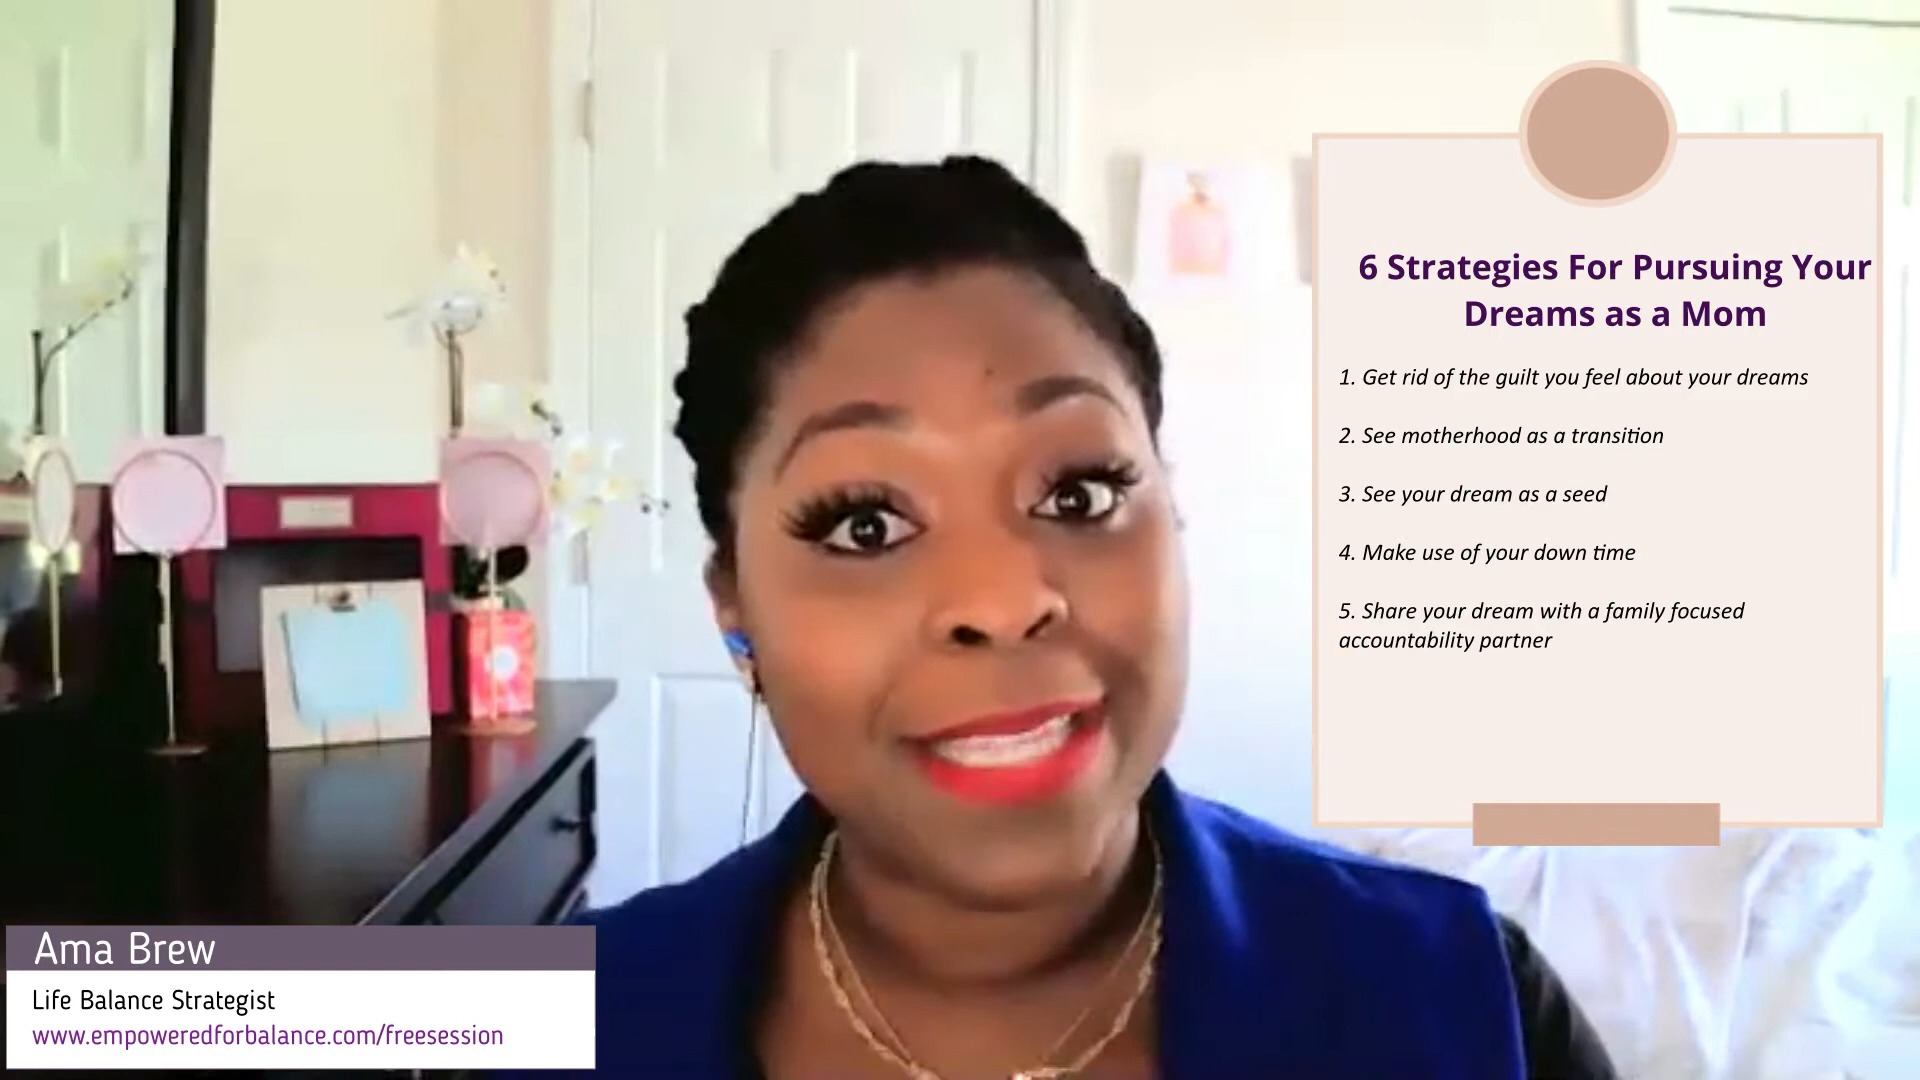 6 Strategies For Pursuing Your
Dreams as a Mom
1. Get rid of the guilt you feel about your dreams
2. See motherhood as a transition
3. See your dream as a seed
4. Make use of your down time
5. Share your dream with a family focused
accountability partner
Ama Brew
Life Balance Strategist
www.empoweredforbalance.com/freesession